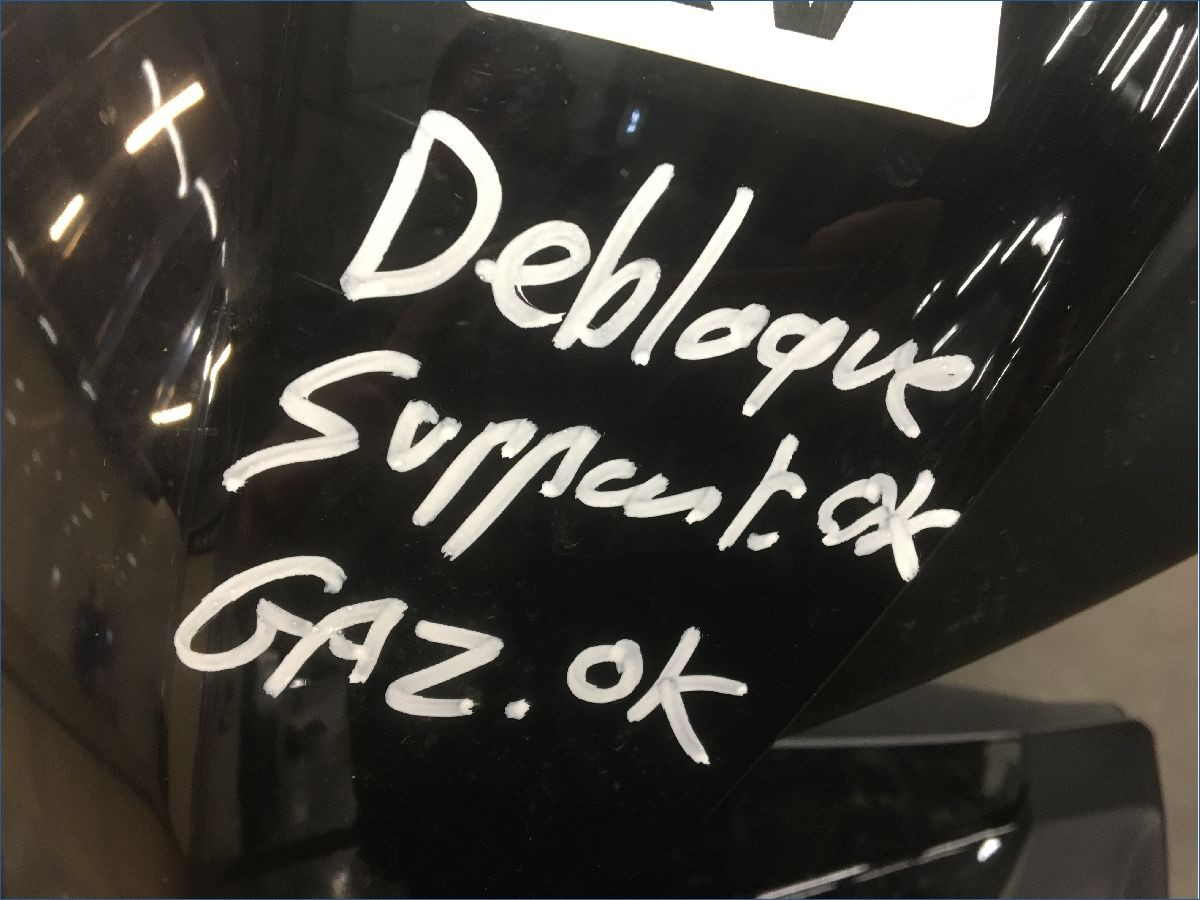 Debloque
Support. ok
GAZ. ok